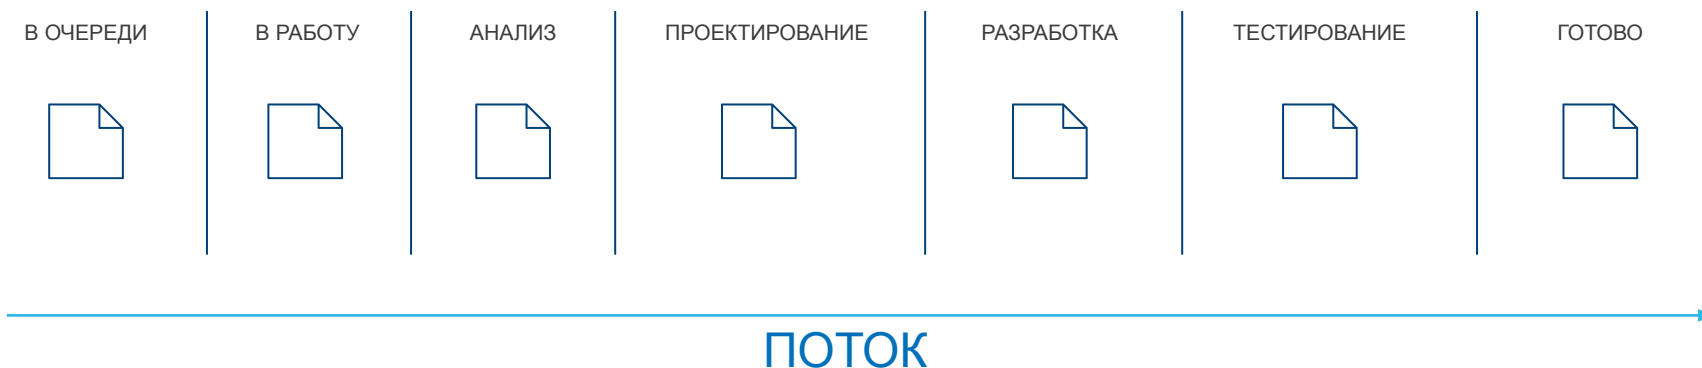 В ОЧЕРЕДИ
В РАБОТУ
АНАЛИЗ
ПРОЕКТИРОВАНИЕ
РАЗРАБОТКА
ТЕСТИРОВАНИЕ
ГОТОВО
ПОТОК